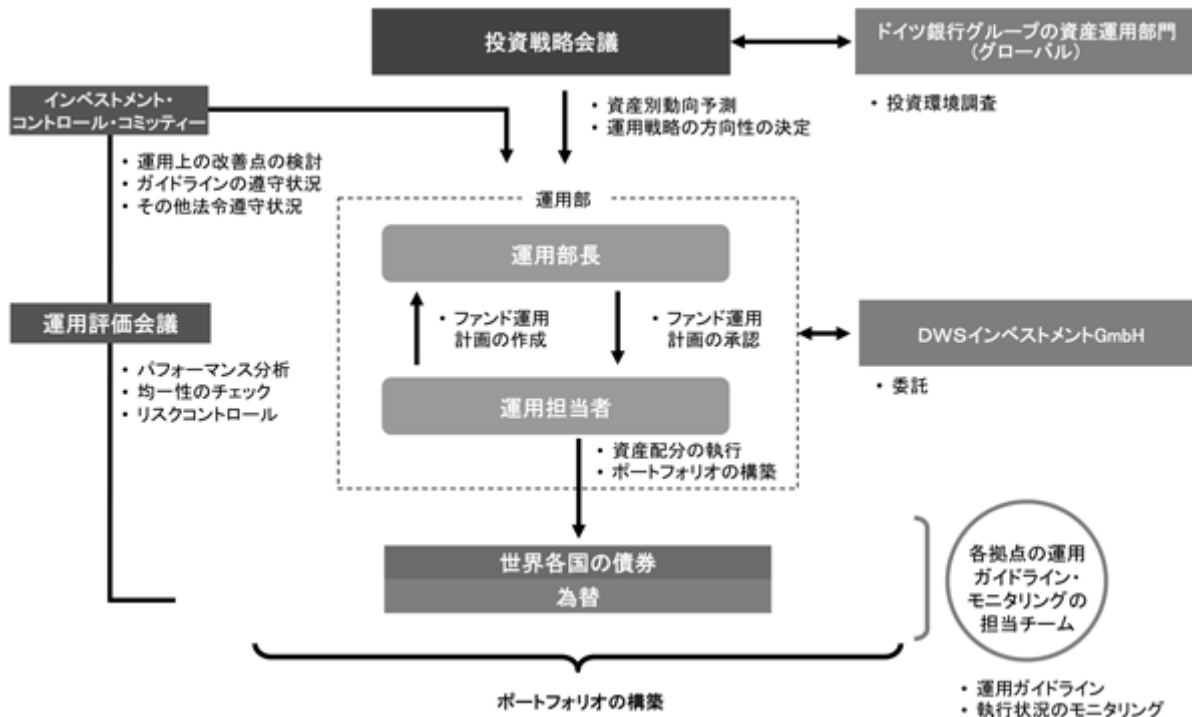 投資戦略会議
ドイツ銀行グループの資産運用部門
(グローバル)
・ 投資環境調査
・ 資産別動向予測
・ 運用戦略の方向性の決定
インベストメント・
コントロール・コミッティー
・ 運用上の改善点の検討
・ ガイドラインの遵守状況
・ その他法令遵守状況
運用部
運用部長
・ ファンド運用
計画の作成
・ ファンド運用
計画の承認
運用評価会議
・ パフォーマンス分析
・ 均一性のチェック
・ リスクコントロール
DWSインベストメントGmbH
・ 委託
運用担当者
・ 資産配分の執行
・ ポートフォリオの構築
世界各国の債券
為替
各拠点の運用
ガイドライン・
モニタリングの
担当チーム
・ 運用ガイドライン
・ 執行状況のモニタリング
ポートフォリオの構築